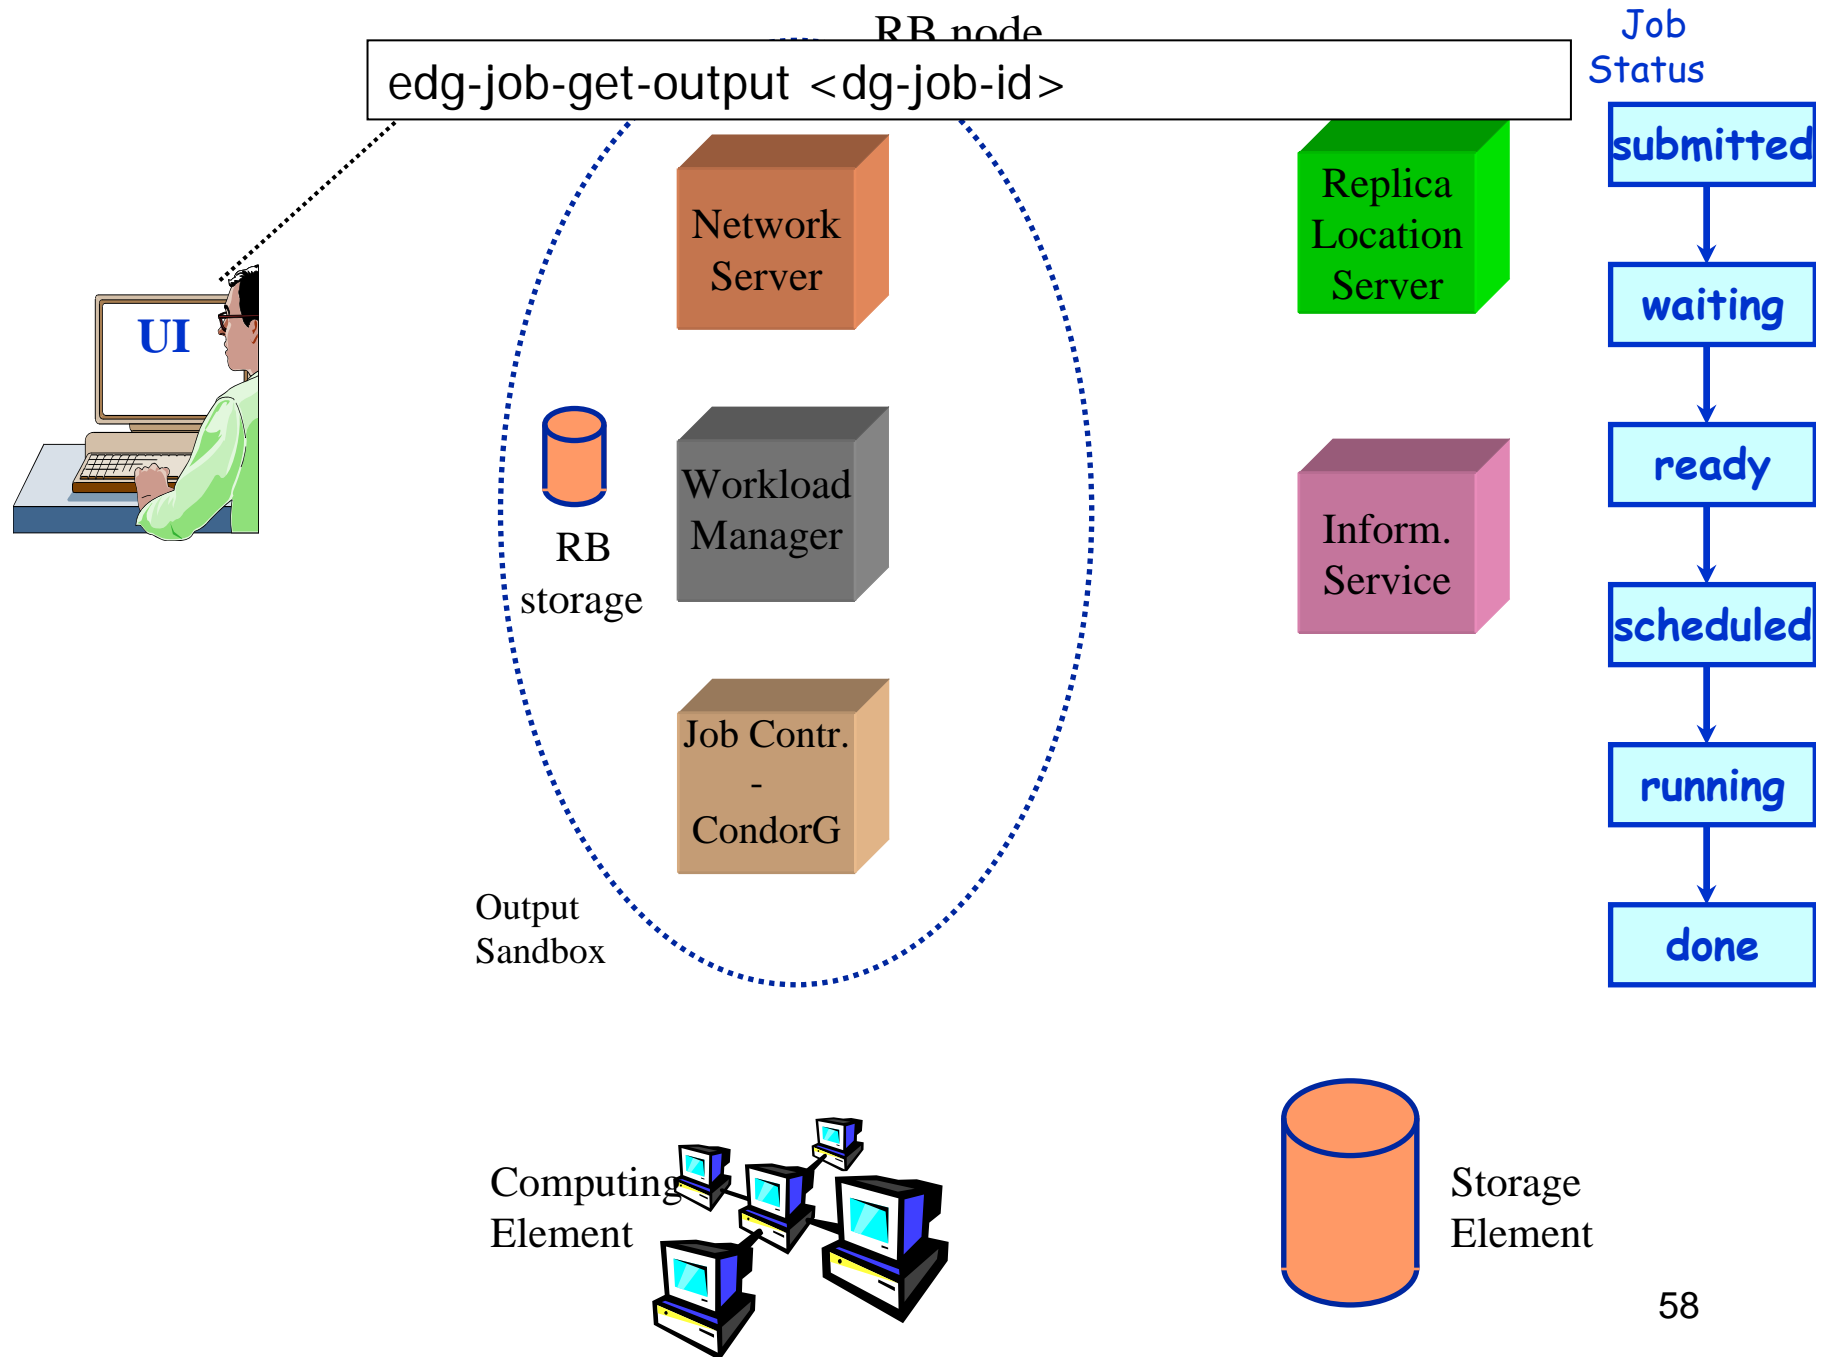 RB node
edg-job-get-output <dg-job-id>
Job
Status
submitted
waiting
ready
scheduled
running
done
UI
Network
Server
Replica
Location
Server
RB
storage
Workload
Manager
Inform.
Service
Job Contr.
-
CondorG
Output
Sandbox
Computing
Element
Storage
Element
58